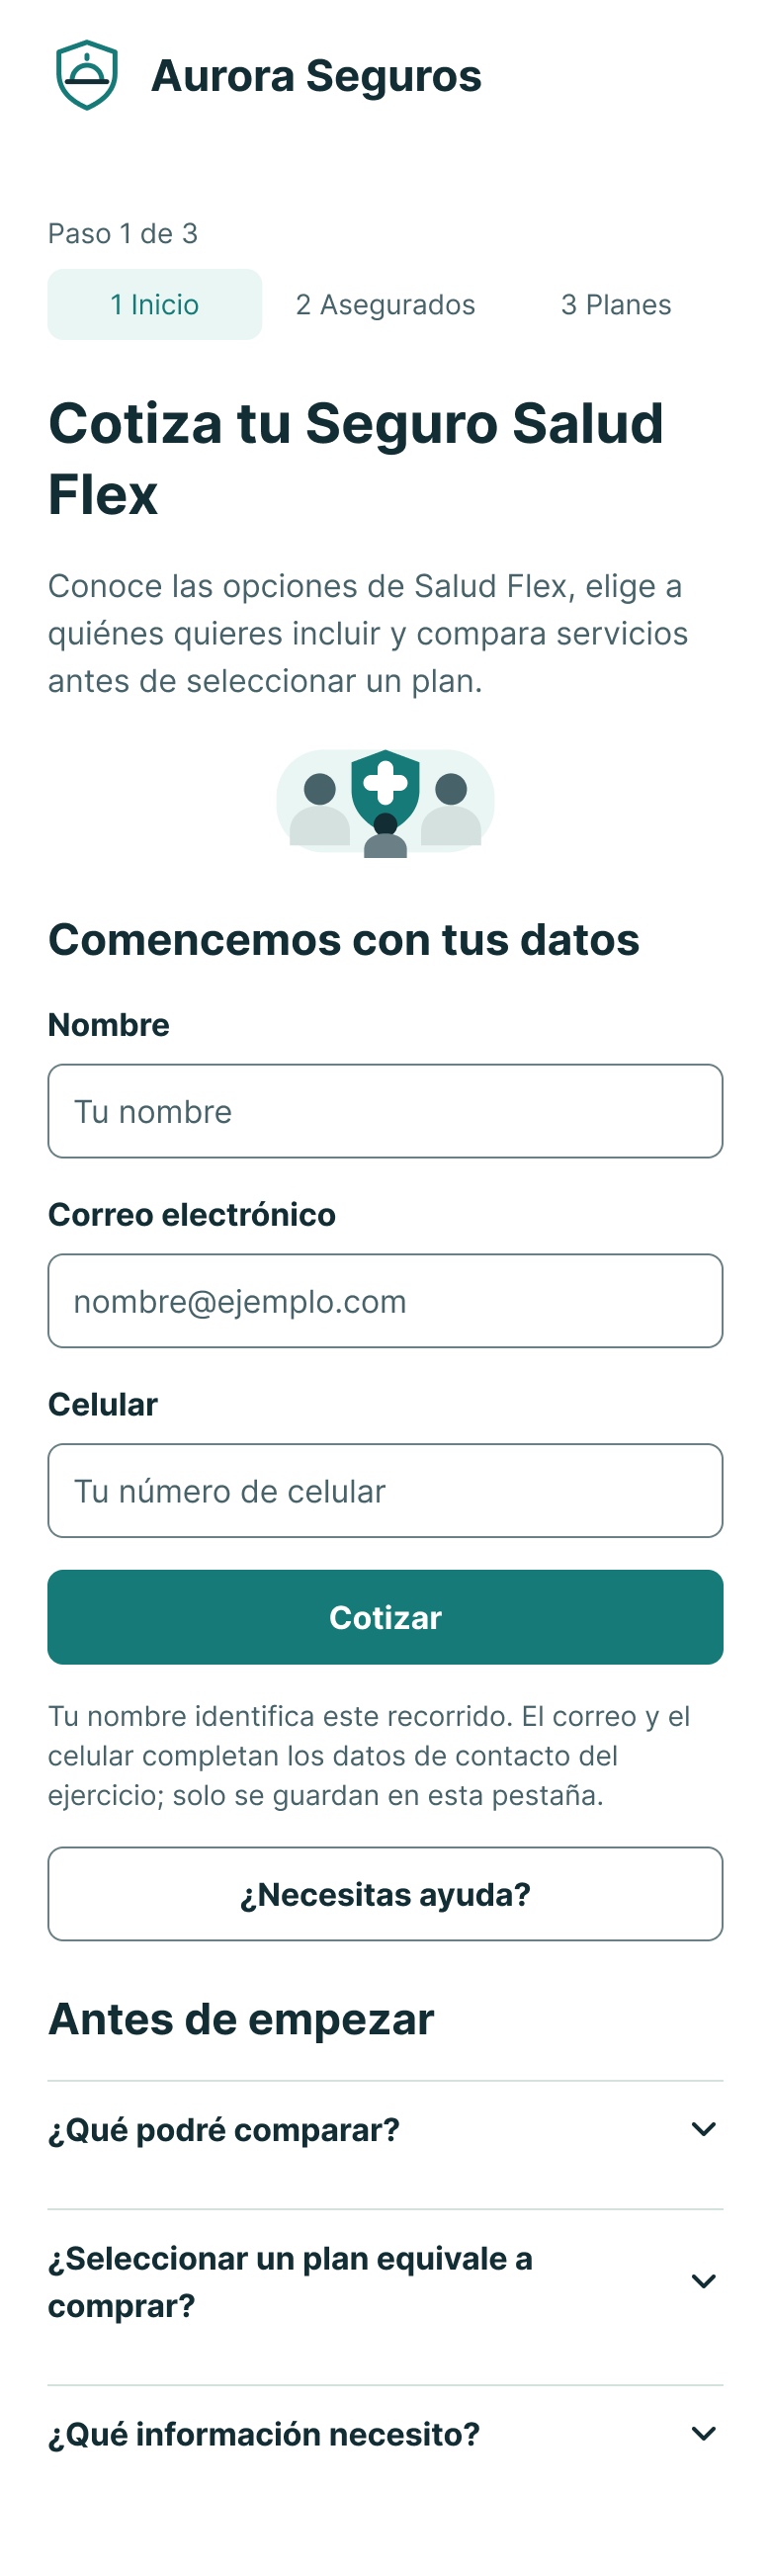 Aurora Seguros
Paso 1 de 3
1 Inicio
2 Asegurados
3 Planes
Cotiza tu Seguro Salud
Flex
Conoce las opciones de Salud Flex, elige a
quiénes quieres incluir y compara servicios
antes de seleccionar un plan.
Comencemos con tus datos
Nombre
Tu nombre
Correo electrónico
nombre@ejemplo.com
Celular
Tu número de celular
Cotizar
Tu nombre identifica este recorrido. El correo y el
celular completan los datos de contacto del
ejercicio; solo se guardan en esta pestaña.
¿Necesitas ayuda?
Antes de empezar
¿Qué podré comparar?
¿Seleccionar un plan equivale a
comprar?
¿Qué información necesito?